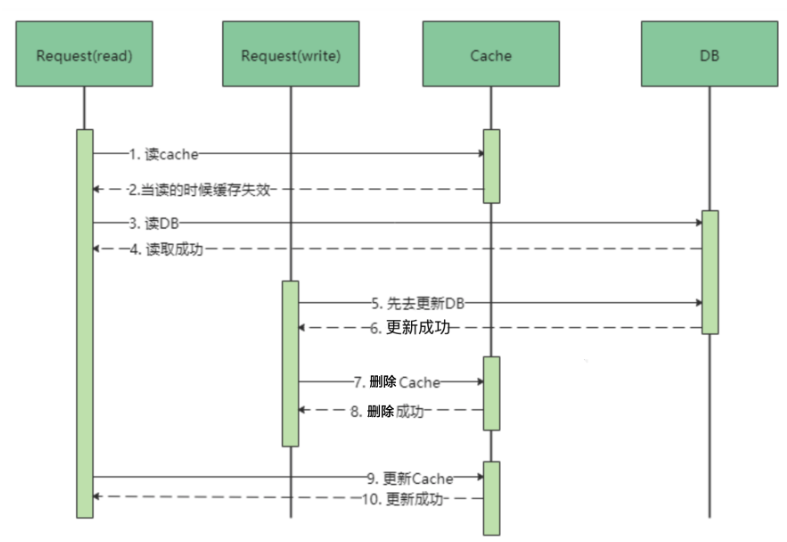 Request(read)
Request(write)
Cache
DB
1. 读cache
2.当读的时候缓存失效
3. 读DB
4. 读取成功
5. 先去更新DB
6. 更新成功
7. 删除 Cache
8. 删除成功
9. 更新Cache
10. 更新成功